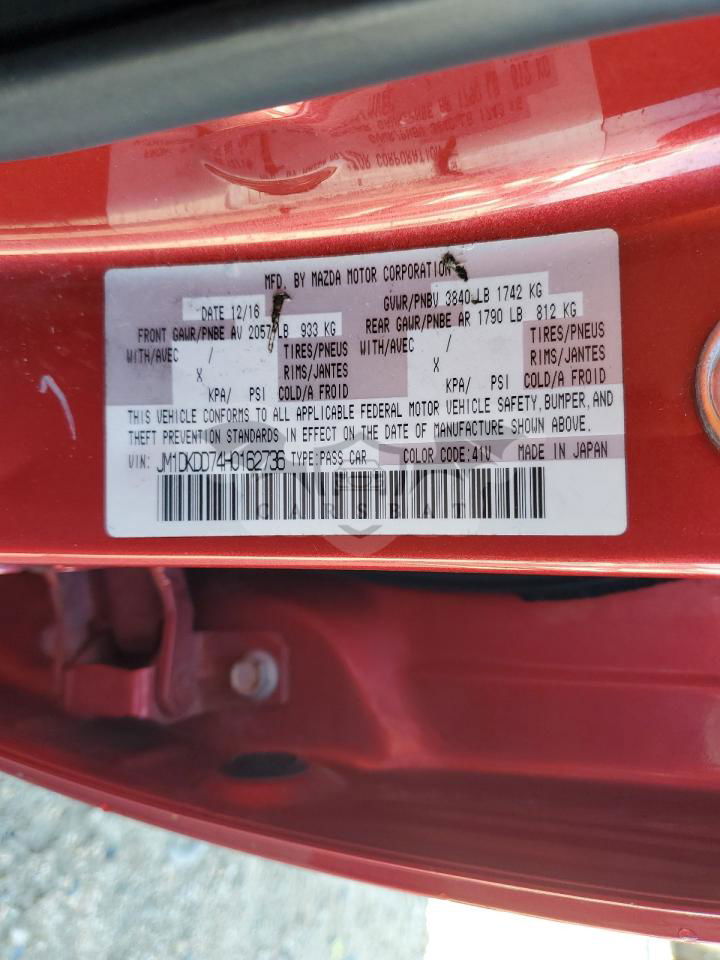 MFD. BY MAZDA MOTOR CORPORATION
DATE 12/16 GVWR/PNBV 3840 LB 1742 KG
FRONT GAWR/PNBE AV 2057 LB 933 KG REAR GAWR/PNBE AR 1790 LB 812 KG
WITH/AVEC / TIRES/PNEUS WITH/AVEC / TIRES/PNEUS
X RIMS/JANTES X RIMS/JANTES
KPA/ PSI COLD/A FROID KPA/ PSI COLD/A FROID
THIS VEHICLE CONFORMS TO ALL APPLICABLE FEDERAL MOTOR VEHICLE SAFETY, BUMPER, AND
THEFT PREVENTION STANDARDS IN EFFECT ON THE DATE OF MANUFACTURE SHOWN ABOVE.
VIN: JM1DKDD74H0162736 TYPE:PASS CAR COLOR CODE:41V MADE IN JAPAN
CARSBAT